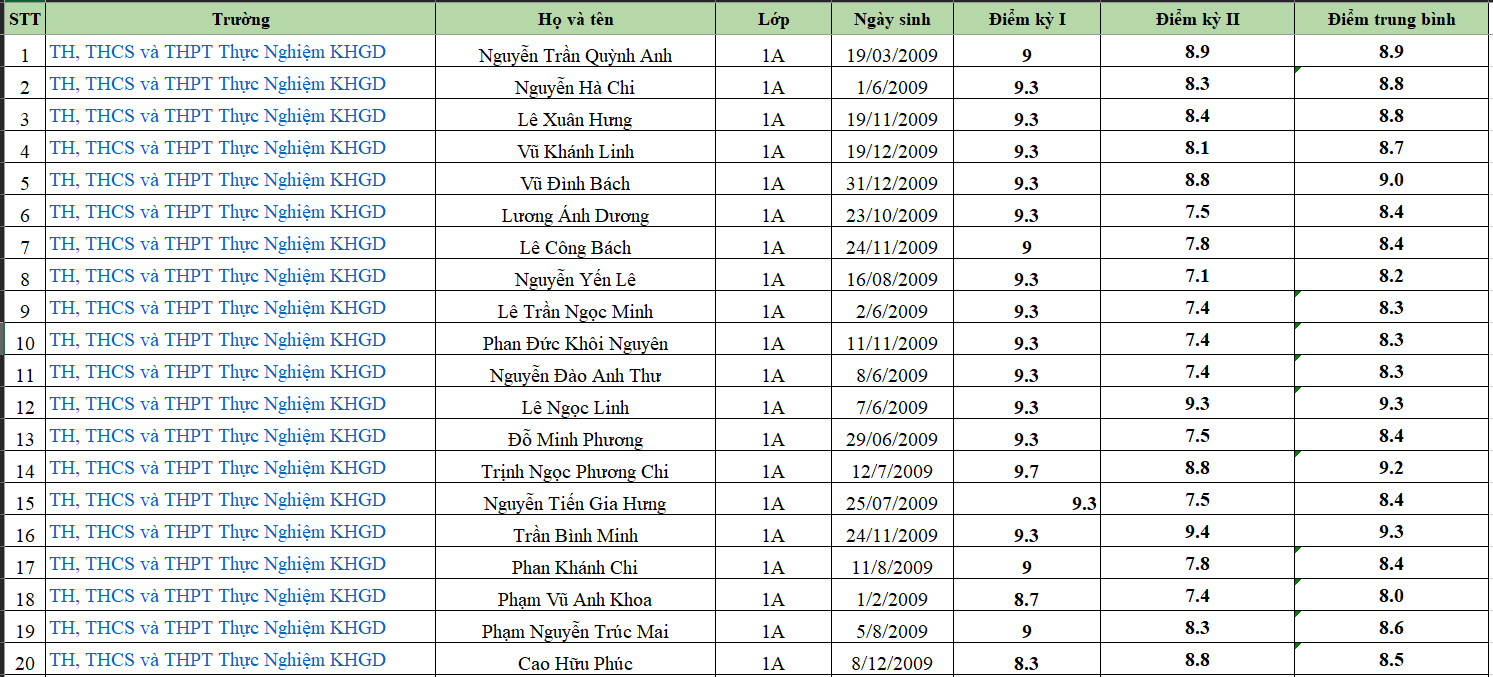 STT Trường Họ và tên Lớp Ngày sinh Điểm kỳ I Điểm kỳ II Điểm trung bình
1 TH, THCS và THPT Thực Nghiệm KHGD Nguyễn Trần Quỳnh Anh 1A 19/03/2009 9 8.9 8.9
2 TH, THCS và THPT Thực Nghiệm KHGD Nguyễn Hà Chi 1A 1/6/2009 9.3 8.3 8.8
3 TH, THCS và THPT Thực Nghiệm KHGD Lê Xuân Hưng 1A 19/11/2009 9.3 8.4 8.8
4 TH, THCS và THPT Thực Nghiệm KHGD Vũ Khánh Linh 1A 19/12/2009 9.3 8.1 8.7
5 TH, THCS và THPT Thực Nghiệm KHGD Vũ Đình Bách 1A 31/12/2009 9.3 8.8 9.0
6 TH, THCS và THPT Thực Nghiệm KHGD Lương Ánh Dương 1A 23/10/2009 9.3 7.5 8.4
7 TH, THCS và THPT Thực Nghiệm KHGD Lê Công Bách 1A 24/11/2009 9 7.8 8.4
8 TH, THCS và THPT Thực Nghiệm KHGD Nguyễn Yến Lê 1A 16/08/2009 9.3 7.1 8.2
9 TH, THCS và THPT Thực Nghiệm KHGD Lê Trần Ngọc Minh 1A 2/6/2009 9.3 7.4 8.3
10 TH, THCS và THPT Thực Nghiệm KHGD Phan Đức Khôi Nguyên 1A 11/11/2009 9.3 7.4 8.3
11 TH, THCS và THPT Thực Nghiệm KHGD Nguyễn Đào Anh Thư 1A 8/6/2009 9.3 7.4 8.3
12 TH, THCS và THPT Thực Nghiệm KHGD Lê Ngọc Linh 1A 7/6/2009 9.3 9.3 9.3
13 TH, THCS và THPT Thực Nghiệm KHGD Đỗ Minh Phương 1A 29/06/2009 9.3 7.5 8.4
14 TH, THCS và THPT Thực Nghiệm KHGD Trịnh Ngọc Phương Chi 1A 12/7/2009 9.7 8.8 9.2
15 TH, THCS và THPT Thực Nghiệm KHGD Nguyễn Tiến Gia Hưng 1A 25/07/2009 9.3 7.5 8.4
16 TH, THCS và THPT Thực Nghiệm KHGD Trần Bình Minh 1A 24/11/2009 9.3 9.4 9.3
17 TH, THCS và THPT Thực Nghiệm KHGD Phan Khánh Chi 1A 11/8/2009 9 7.8 8.4
18 TH, THCS và THPT Thực Nghiệm KHGD Phạm Vũ Anh Khoa 1A 1/2/2009 8.7 7.4 8.0
19 TH, THCS và THPT Thực Nghiệm KHGD Phạm Nguyễn Trúc Mai 1A 5/8/2009 9 8.3 8.6
20 TH, THCS và THPT Thực Nghiệm KHGD Cao Hữu Phúc 1A 8/12/2009 8.3 8.8 8.5